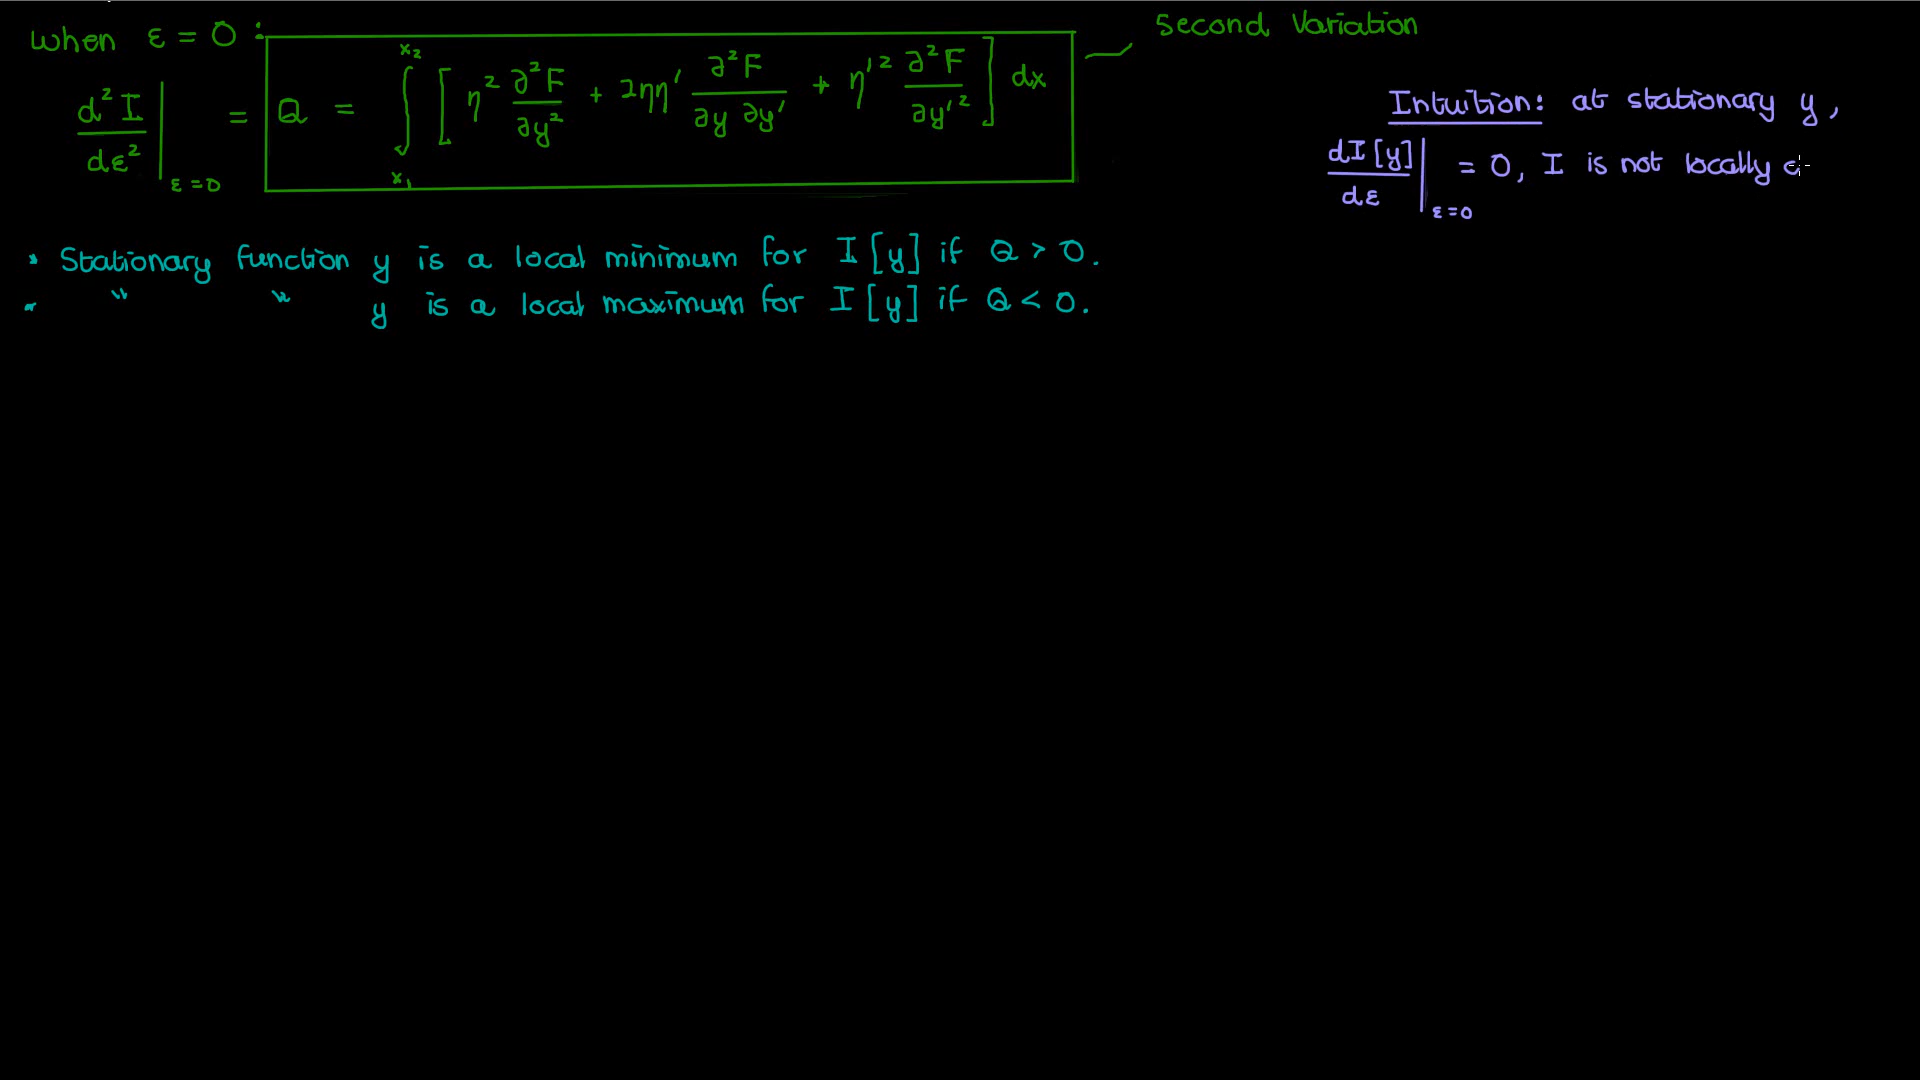 when ε = 0 :
d²I/dε² |ε=0 = Q = ∫ₓ₁ˣ² [ η² ∂²F/∂y² + 2ηη′ ∂²F/∂y ∂y′ + η′² ∂²F/∂y′² ] dx
Second Variation
Intuition: at stationary y,
dI[y]/dε |ε=0 = 0, I is not locally
• Stationary function y is a local minimum for I[y] if Q > 0.
• " " y is a local maximum for I[y] if Q < 0.